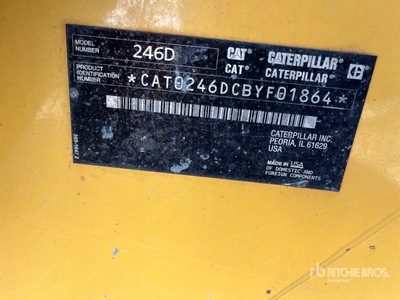 MODEL NUMBER 246D CAT CATERPILLAR
CAT CATERPILLAR
PRODUCT IDENTIFICATION NUMBER *CAT0246DCBYF01864*
CATERPILLAR INC.
PEORIA, IL 61629
USA
MADE IN USA
OF DOMESTIC AND
FOREIGN COMPONENTS
RITCHIE BROS.